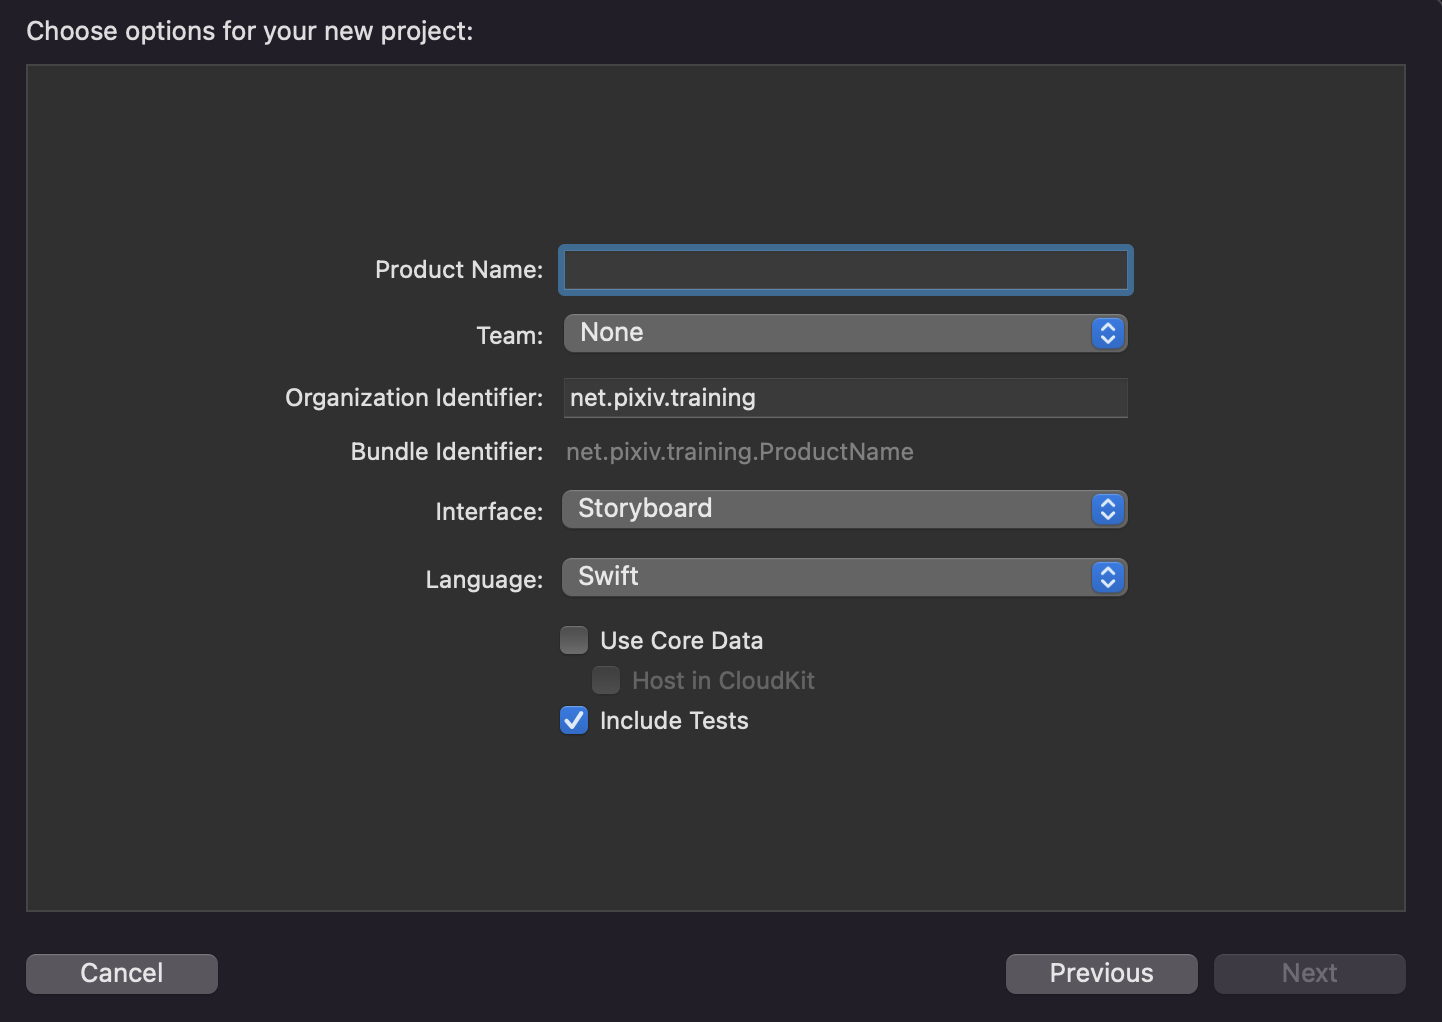 Choose options for your new project:
Product Name:
Team: None
Organization Identifier: net.pixiv.training
Bundle Identifier: net.pixiv.training.ProductName
Interface: Storyboard
Language: Swift
Use Core Data
Host in CloudKit
Include Tests
Cancel Previous Next